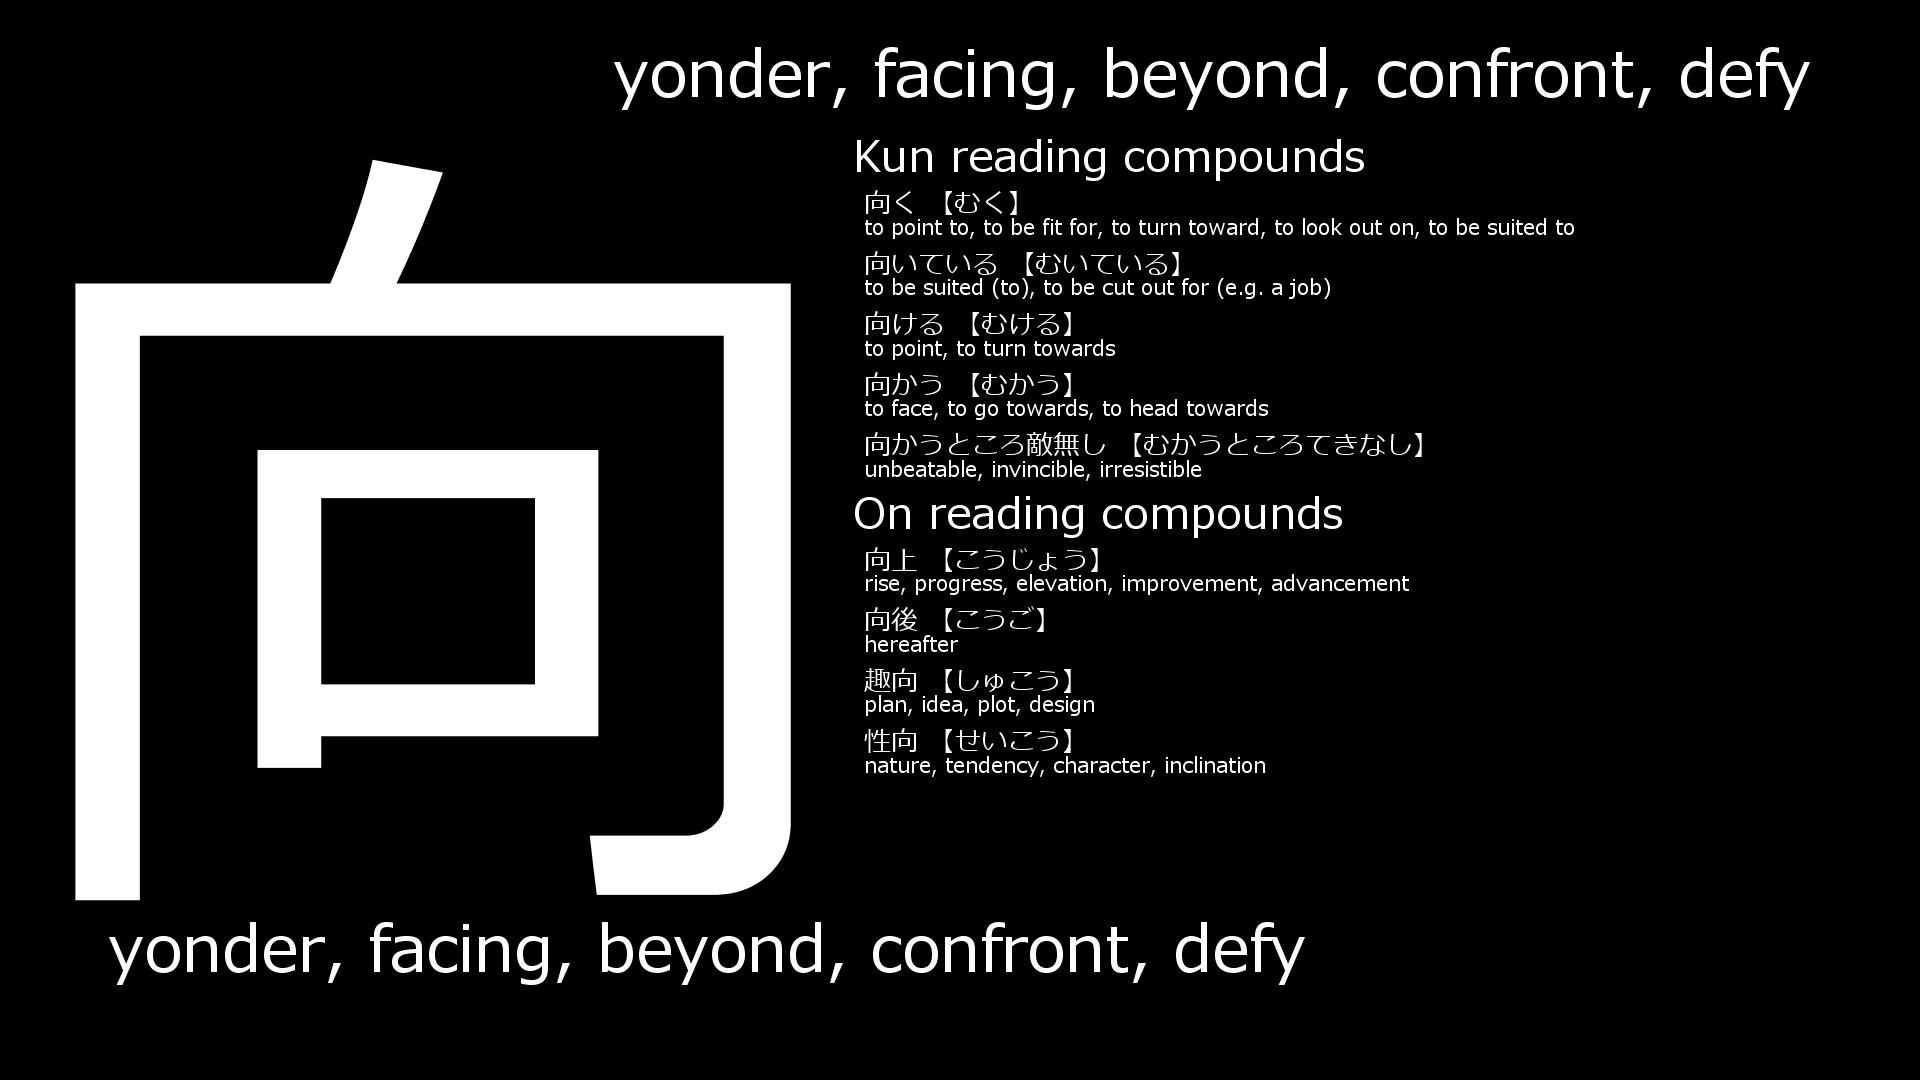 yonder, facing, beyond, confront, defy
向
Kun reading compounds
向く 【むく】
to point to, to be fit for, to turn toward, to look out on, to be suited to
向いている 【むいている】
to be suited (to), to be cut out for (e.g. a job)
向ける 【むける】
to point, to turn towards
向かう 【むかう】
to face, to go towards, to head towards
向かうところ敵無し 【むかうところてきなし】
unbeatable, invincible, irresistible
On reading compounds
向上 【こうじょう】
rise, progress, elevation, improvement, advancement
向後 【こうご】
hereafter
趣向 【しゅこう】
plan, idea, plot, design
性向 【せいこう】
nature, tendency, character, inclination
yonder, facing, beyond, confront, defy